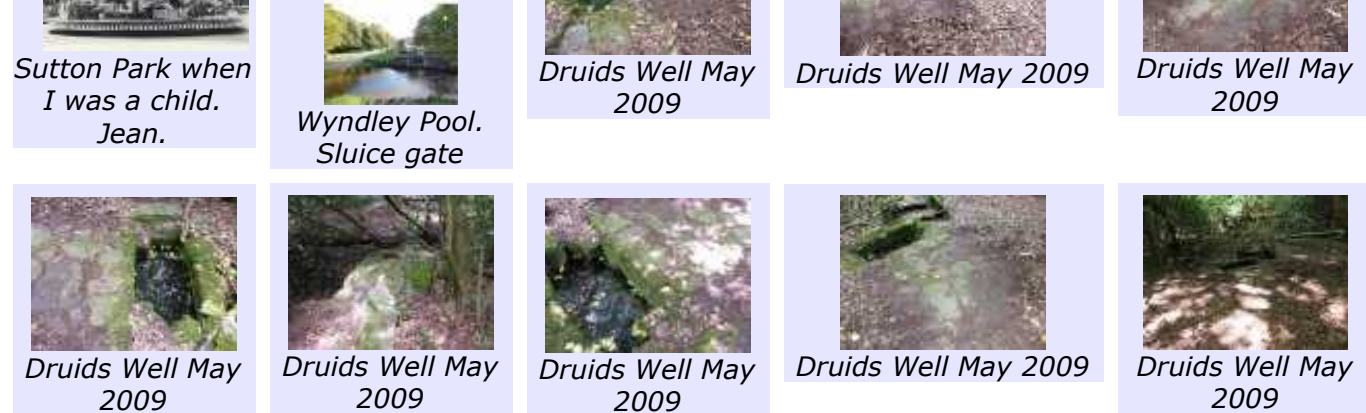 Sutton Park when
I was a child.
Jean.
Wyndley Pool.
Sluice gate
Druids Well May
2009
Druids Well May 2009
Druids Well May
2009
Druids Well May
2009
Druids Well May
2009
Druids Well May
2009
Druids Well May 2009
Druids Well May
2009